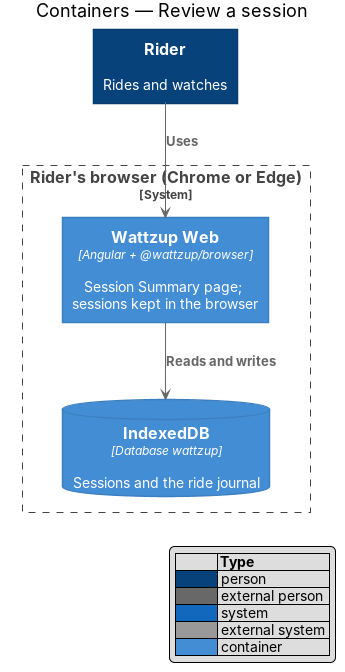 Containers — Review a session
Rider
Rides and watches
Uses
Rider's browser (Chrome or Edge)
[System]
Wattzup Web
[Angular + @wattzup/browser]
Session Summary page;
sessions kept in the browser
Reads and writes
IndexedDB
[Database wattzup]
Sessions and the ride journal
Type
person
external person
system
external system
container